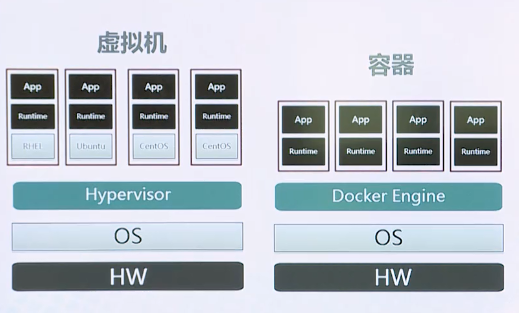 虚拟机
App App App App
Runtime Runtime Runtime Runtime
RHEL Ubuntu CentOS CentOS
Hypervisor
OS
HW
容器
App App App App
Runtime Runtime Runtime Runtime
Docker Engine
OS
HW